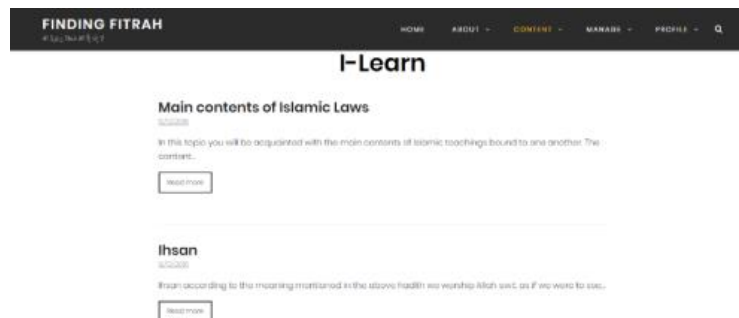 FINDING FITRAH
HOME ABOUT CONTENT MANAGE PROFILE
I-Learn
Main contents of Islamic Laws
In this topic you will be acquainted with the main contents of Islamic teachings bound to one another. The
content..
Read more
Ihsan
Ihsan according to the meaning mentioned in the above hadith we worship Allah swt. as if we were to see..
Read more